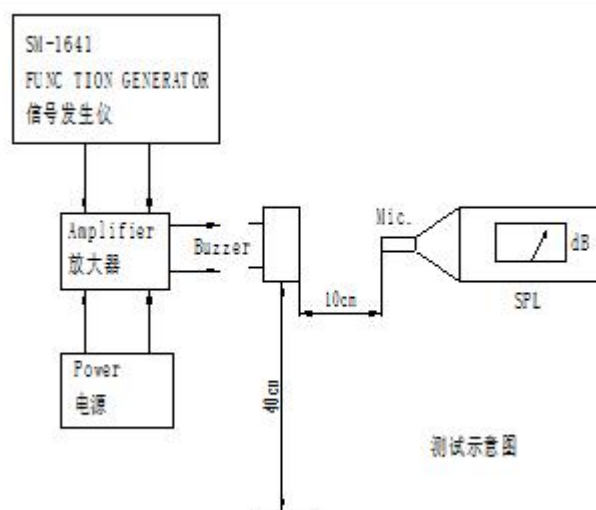 SM-1641
FUNC TION GENERATOR
信号发生仪
Amplifier
放大器
Buzzer
Mic.
dB
SPL
10cm
Power
电源
40cm
测试示意图